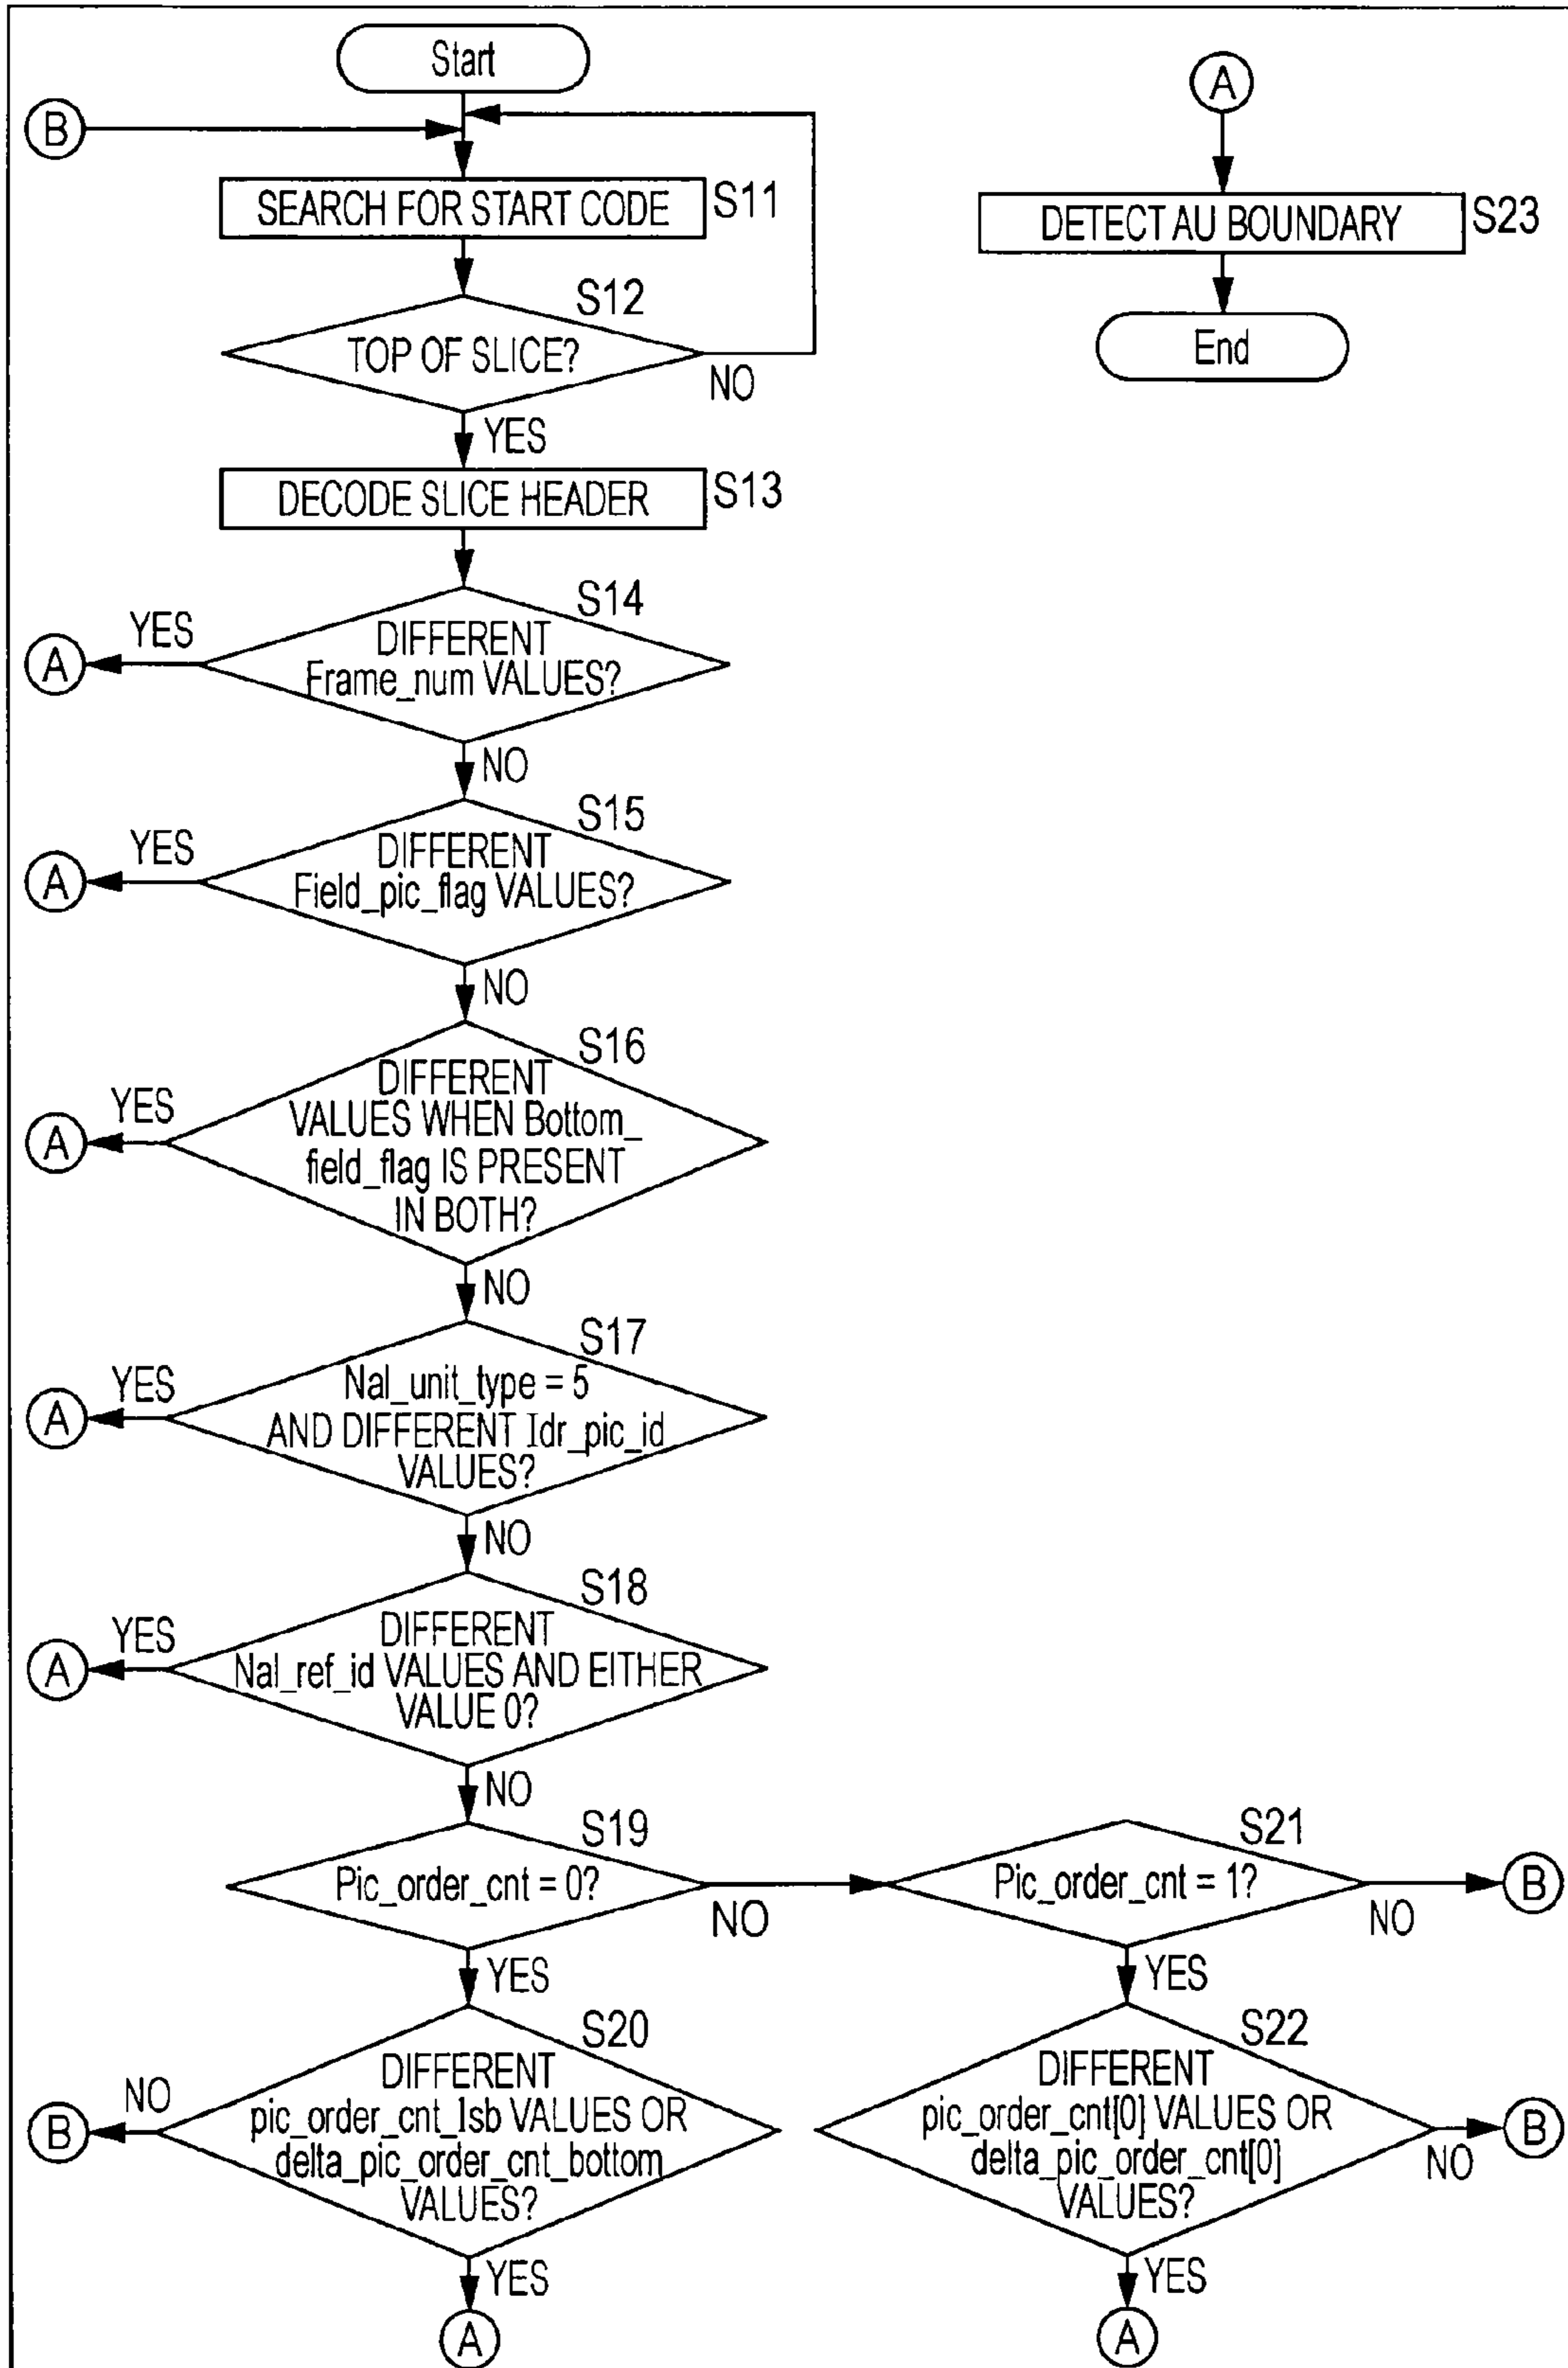 Start
B
SEARCH FOR START CODE
S11
S12
TOP OF SLICE?
NO
YES
DECODE SLICE HEADER
S13
S14
DIFFERENT
Frame_num VALUES?
YES
A
NO
S15
DIFFERENT
Field_pic_flag VALUES?
YES
A
NO
S16
DIFFERENT
VALUES WHEN Bottom_
field_flag IS PRESENT
IN BOTH?
YES
A
NO
S17
Nal_unit_type = 5
AND DIFFERENT Idr_pic_id
VALUES?
YES
A
NO
S18
DIFFERENT
Nal_ref_id VALUES AND EITHER
VALUE 0?
YES
A
NO
S19
Pic_order_cnt = 0?
NO
YES
S20
DIFFERENT
pic_order_cnt_lsb VALUES OR
delta_pic_order_cnt_bottom
VALUES?
NO
B
YES
A
S21
Pic_order_cnt = 1?
NO
B
YES
S22
DIFFERENT
pic_order_cnt[0] VALUES OR
delta_pic_order_cnt[0]
VALUES?
NO
B
YES
A
A
DETECT AU BOUNDARY
S23
End